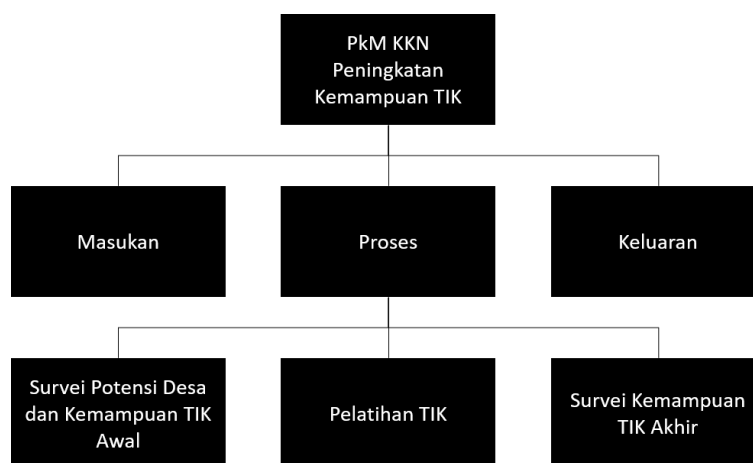 PkM KKN
Peningkatan
Kemampuan TIK
Masukan
Proses
Keluaran
Survei Potensi Desa
dan Kemampuan TIK
Awal
Pelatihan TIK
Survei Kemampuan
TIK Akhir